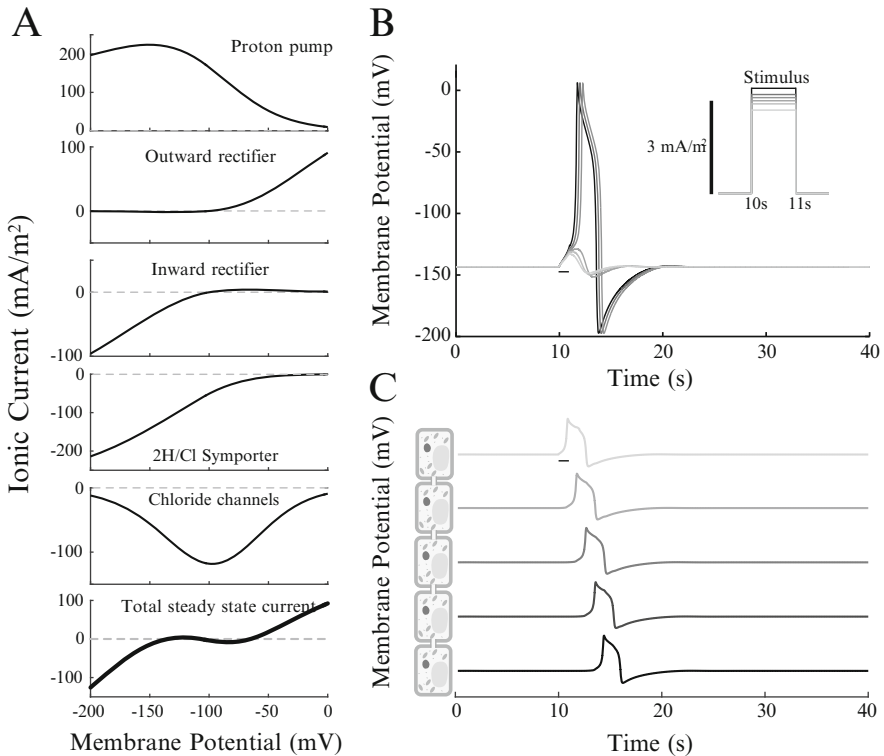 A
Ionic Current (mA/m²)
Proton pump
200
100
0
Outward rectifier
100
0
Inward rectifier
0
-100
0
-100
-200
2H/Cl Symporter
Chloride channels
0
-100
Total steady state current
100
0
-100
-200
-150
-100
-50
0
Membrane Potential (mV)
B
Membrane Potential (mV)
0
-50
-100
-150
-200
0
10
20
30
40
Time (s)
Stimulus
3 mA/m²
10s
11s
C
Membrane Potential (mV)
0
10
20
30
40
Time (s)